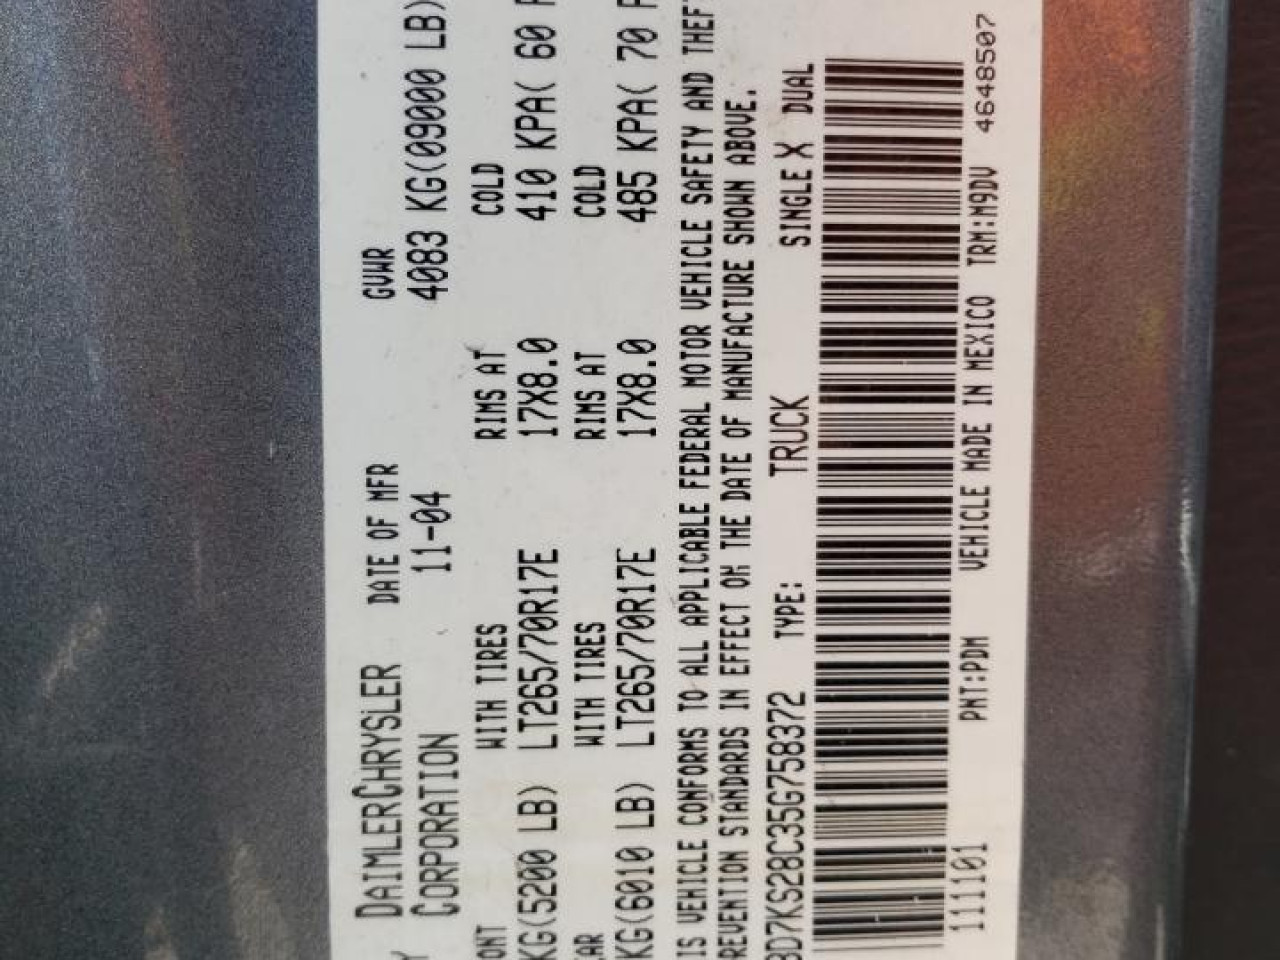 DAIMLERCHRYSLER DATE OF MFR GVWR
CORPORATION 11-04 4083 KG(09000 LB)
ONT WITH TIRES RIMS AT COLD
KG(5200 LB) LT265/70R17E 17X8.0 410 KPA( 60
AR WITH TIRES RIMS AT COLD
KG(6010 LB) LT265/70R17E 17X8.0 485 KPA( 70
IS VEHICLE CONFORMS TO ALL APPLICABLE FEDERAL MOTOR VEHICLE SAFETY AND THEF
REVENTION STANDARDS IN EFFECT ON THE DATE OF MANUFACTURE SHOWN ABOVE.
D7KS28C35G758372 TYPE: TRUCK SINGLE X DUAL
111101 PNT:PDM VEHICLE MADE IN MEXICO TRM:M9DV 4648507